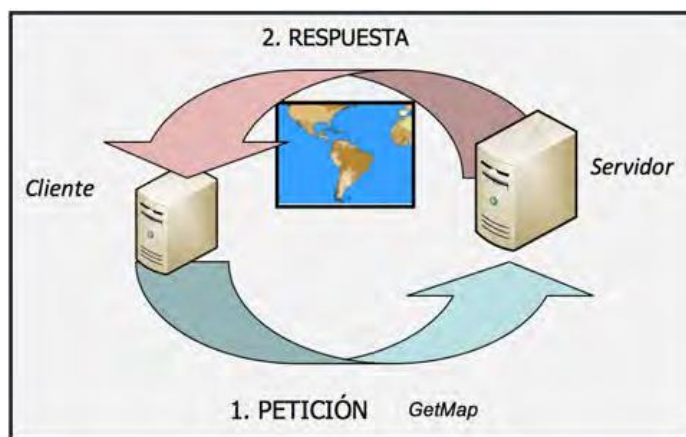 2. RESPUESTA
Cliente
Servidor
1. PETICIÓN GetMap